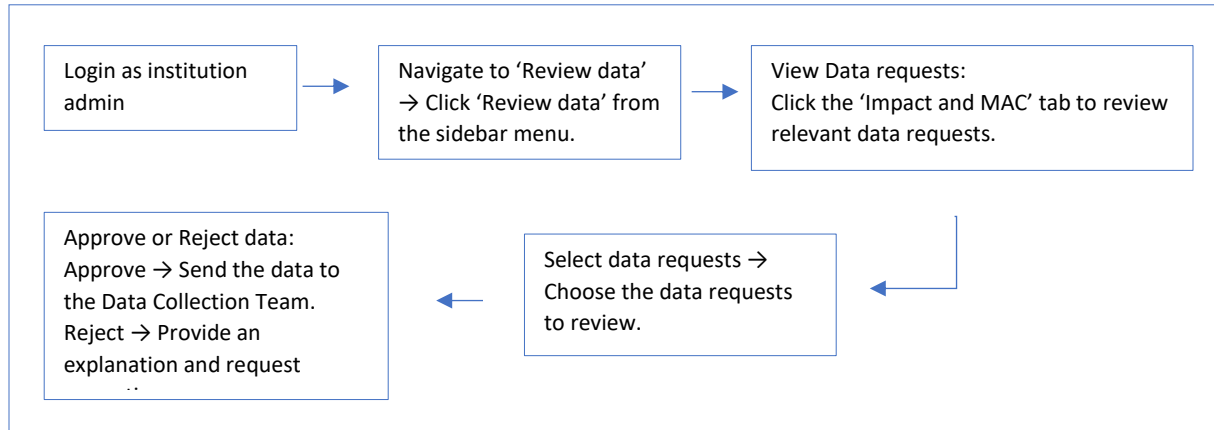 Login as institution
admin
Navigate to ‘Review data’
→ Click ‘Review data’ from
the sidebar menu.
View Data requests:
Click the ‘Impact and MAC’ tab to review
relevant data requests.
Select data requests →
Choose the data requests
to review.
Approve or Reject data:
Approve → Send the data to
the Data Collection Team.
Reject → Provide an
explanation and request